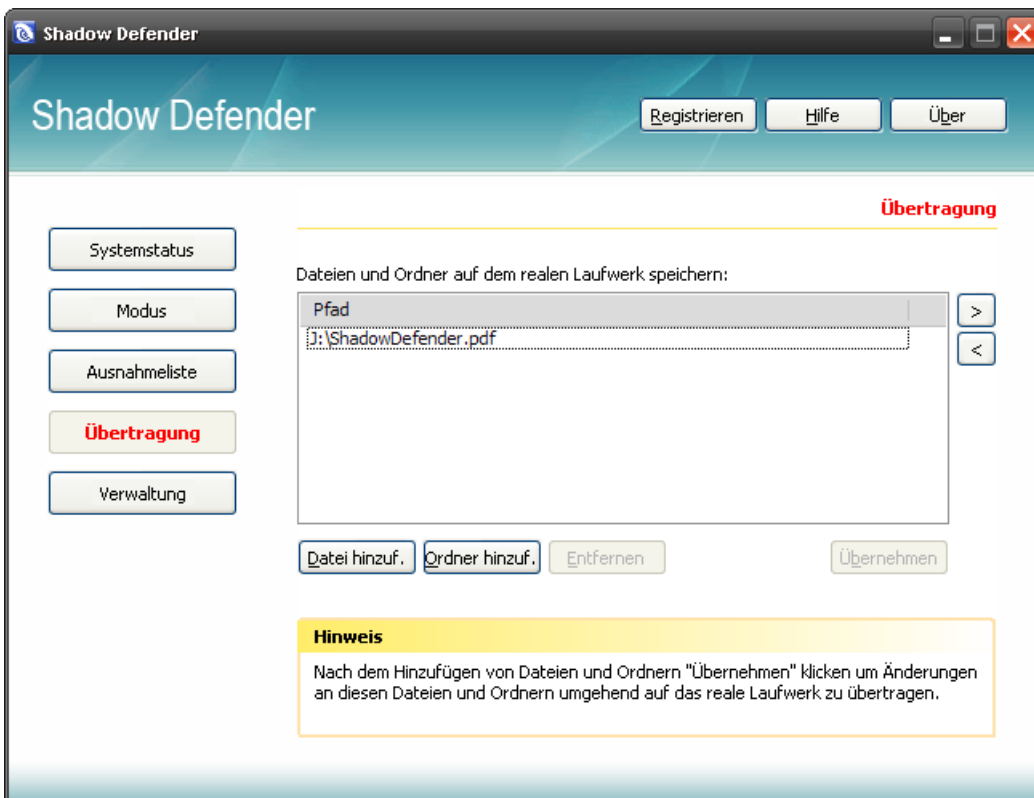 Shadow Defender
Shadow Defender
Registrieren
Hilfe
Über
Übertragung
Systemstatus
Modus
Ausnahmeliste
Übertragung
Verwaltung
Dateien und Ordner auf dem realen Laufwerk speichern:
Pfad
J:\ShadowDefender.pdf
>
<
Datei hinzuf.
Ordner hinzuf.
Entfernen
Übernehmen
Hinweis
Nach dem Hinzufügen von Dateien und Ordnern "Übernehmen" klicken um Änderungen
an diesen Dateien und Ordnern umgehend auf das reale Laufwerk zu übertragen.